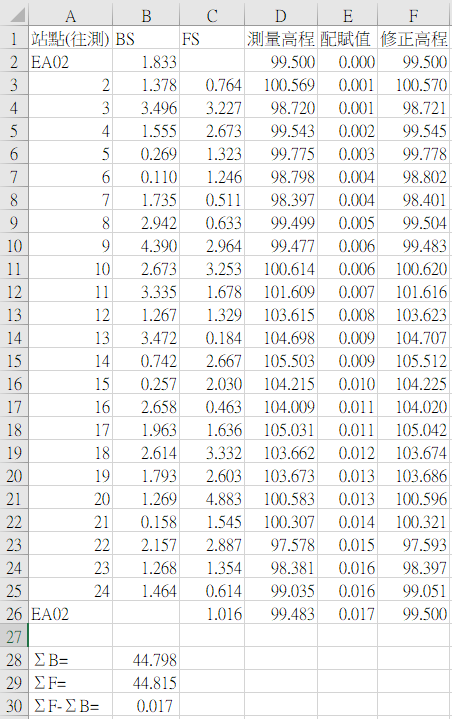 A B C D E F
1 站點(往測) BS FS 測量高程 配賦值 修正高程
2 EA02 1.833 99.500 0.000 99.500
3 2 1.378 0.764 100.569 0.001 100.570
4 3 3.496 3.227 98.720 0.001 98.721
5 4 1.555 2.673 99.543 0.002 99.545
6 5 0.269 1.323 99.775 0.003 99.778
7 6 0.110 1.246 98.798 0.004 98.802
8 7 1.735 0.511 98.397 0.004 98.401
9 8 2.942 0.633 99.499 0.005 99.504
10 9 4.390 2.964 99.477 0.006 99.483
11 10 2.673 3.253 100.614 0.006 100.620
12 11 3.335 1.678 101.609 0.007 101.616
13 12 1.267 1.329 103.615 0.008 103.623
14 13 3.472 0.184 104.698 0.009 104.707
15 14 0.742 2.667 105.503 0.009 105.512
16 15 0.257 2.030 104.215 0.010 104.225
17 16 2.658 0.463 104.009 0.011 104.020
18 17 1.963 1.636 105.031 0.011 105.042
19 18 2.614 3.332 103.662 0.012 103.674
20 19 1.793 2.603 103.673 0.013 103.686
21 20 1.269 4.883 100.583 0.013 100.596
22 21 0.158 1.545 100.307 0.014 100.321
23 22 2.157 2.887 97.578 0.015 97.593
24 23 1.268 1.354 98.381 0.016 98.397
25 24 1.464 0.614 99.035 0.016 99.051
26 EA02 1.016 99.483 0.017 99.500
27
28 ΣB= 44.798
29 ΣF= 44.815
30 ΣF-ΣB= 0.017